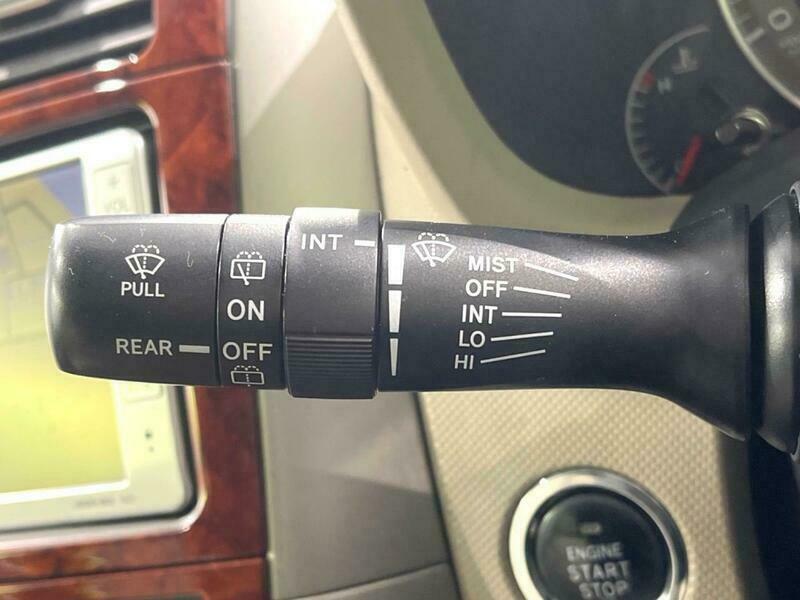 PULL
REAR
ON
OFF
INT
MIST
OFF
INT
LO
HI
ENGINE
START
STOP